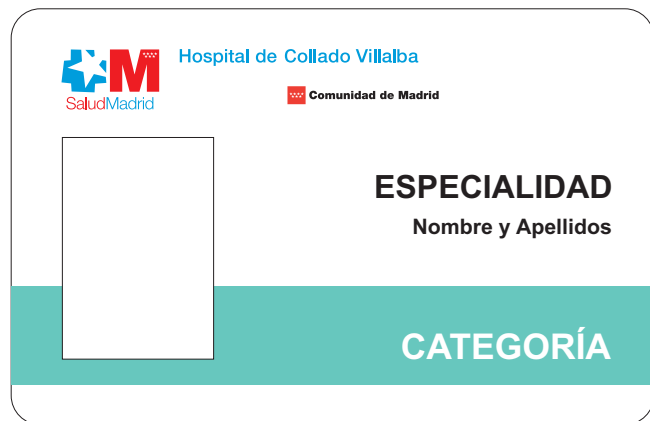 Hospital de Collado Villalba
M
SaludMadrid
Comunidad de Madrid
ESPECIALIDAD
Nombre y Apellidos
CATEGORÍA